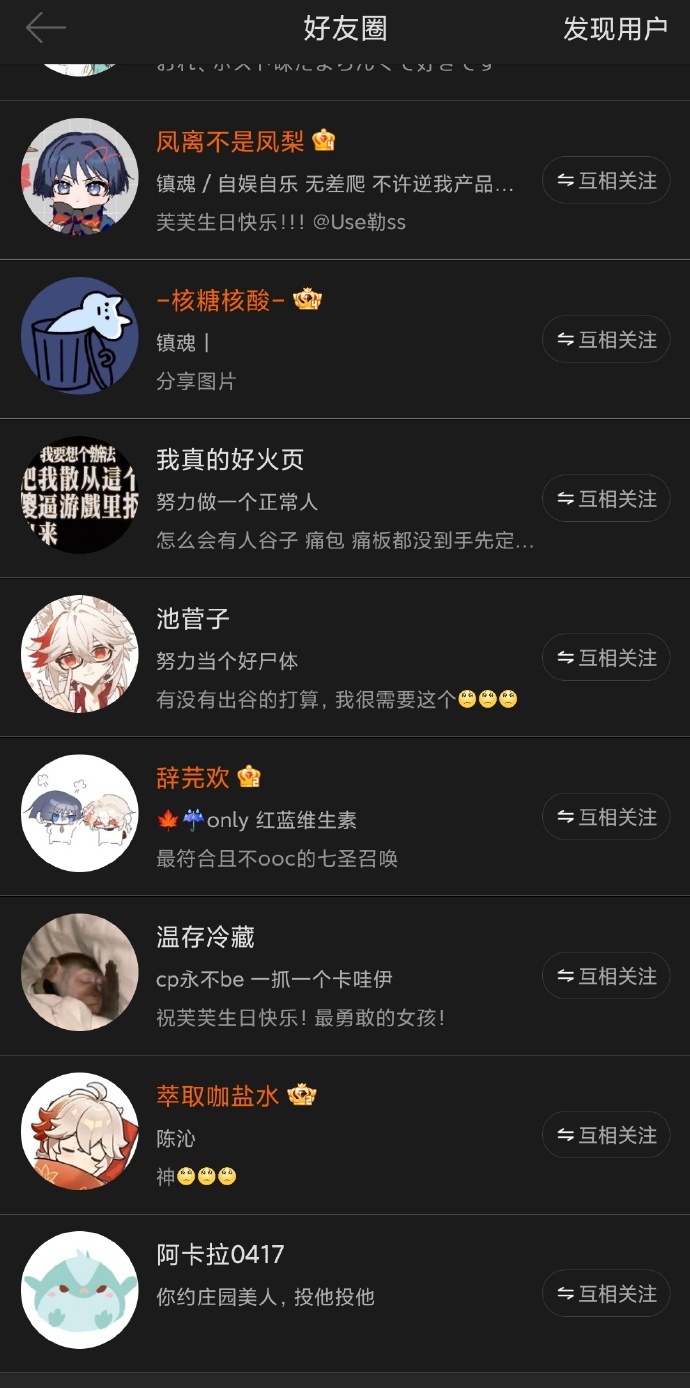 好友圈
发现用户
凤离不是凤梨
镇魂 / 自娱自乐 无差爬 不许逆我产品...
互相关注
芙芙生日快乐!!! @Use勒ss
-核糖核酸-
镇魂 |
互相关注
分享图片
我要想个办法
把我散从這个
傻逼游戲里抠
出来
我真的好火页
努力做一个正常人
互相关注
怎么会有人谷子 痛包 痛板都没到手先定...
池菅子
努力当个好尸体
互相关注
有没有出谷的打算, 我很需要这个🥺🥺🥺
辞芫欢
🍁☔only 红蓝维生素
互相关注
最符合且不ooc的七圣召唤
温存冷藏
cp永不be 一抓一个卡哇伊
互相关注
祝芙芙生日快乐! 最勇敢的女孩!
萃取咖盐水
陈沁
互相关注
神🥺🥺🥺
阿卡拉0417
你约庄园美人, 投他投他
互相关注